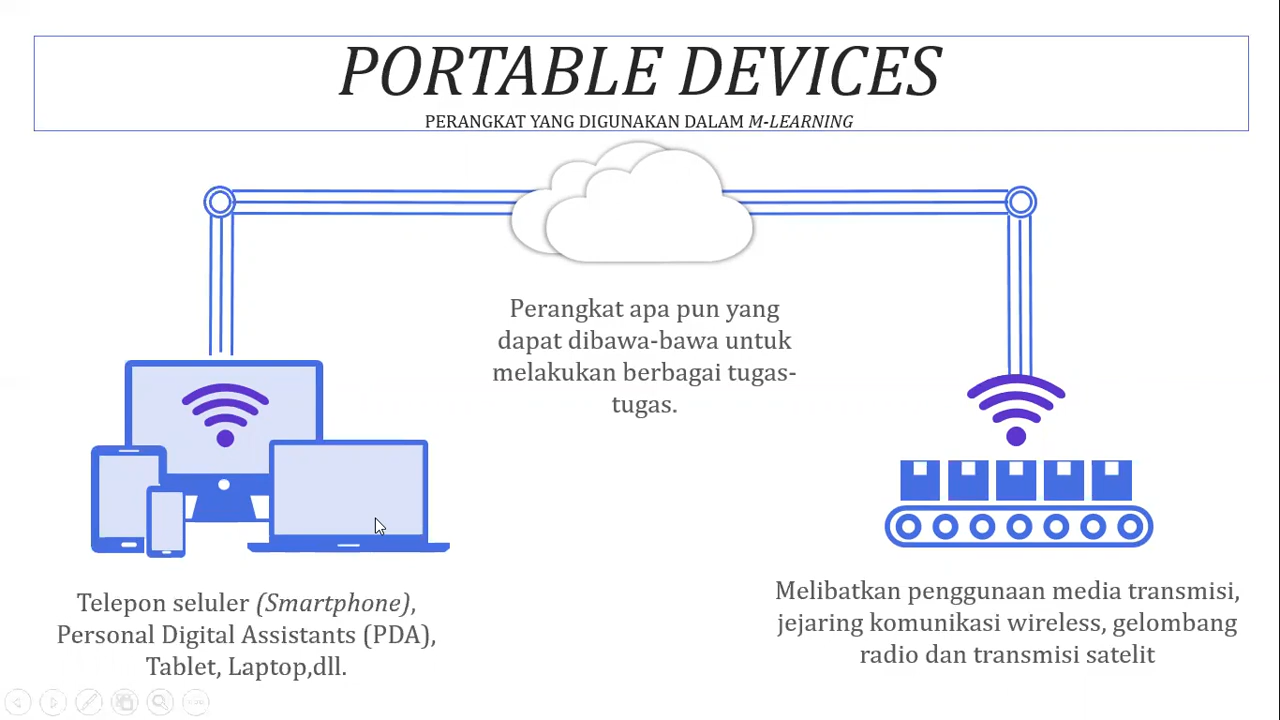 PORTABLE DEVICES
PERANGKAT YANG DIGUNAKAN DALAM M-LEARNING
Perangkat apa pun yang
dapat dibawa-bawa untuk
melakukan berbagai tugas-
tugas.
Telepon seluler (Smartphone),
Personal Digital Assistants (PDA),
Tablet, Laptop,dll.
Melibatkan penggunaan media transmisi,
jejaring komunikasi wireless, gelombang
radio dan transmisi satelit